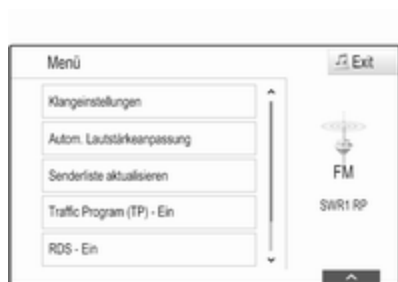 Menü
Exit
Klangeinstellungen
Autom. Lautstärkeanpassung
Senderliste aktualisieren
Traffic Program (TP) - Ein
RDS - Ein
FM
SWR1 RP